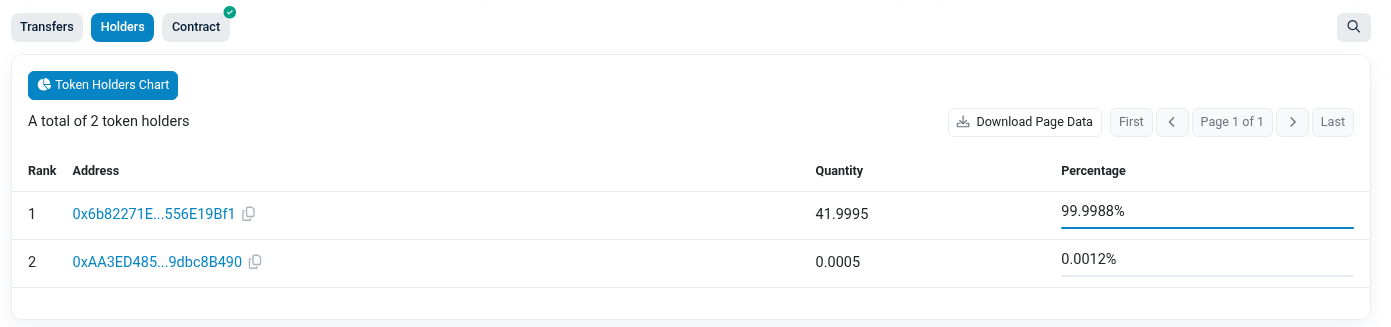 Transfers Holders Contract
Token Holders Chart
A total of 2 token holders
Download Page Data First Page 1 of 1 Last
Rank Address Quantity Percentage
1 0x6b82271E...556E19Bf1 41.9995 99.9988%
2 0xAA3ED485...9dbc8B490 0.0005 0.0012%